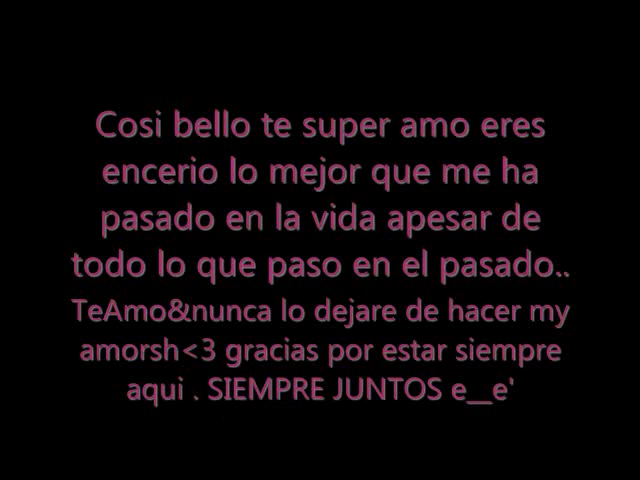 Cosi bello te super amo eres
encerio lo mejor que me ha
pasado en la vida apesar de
todo lo que paso en el pasado..
TeAmo&nunca lo dejare de hacer my
amorsh<3 gracias por estar siempre
aqui . SIEMPRE JUNTOS e__e'